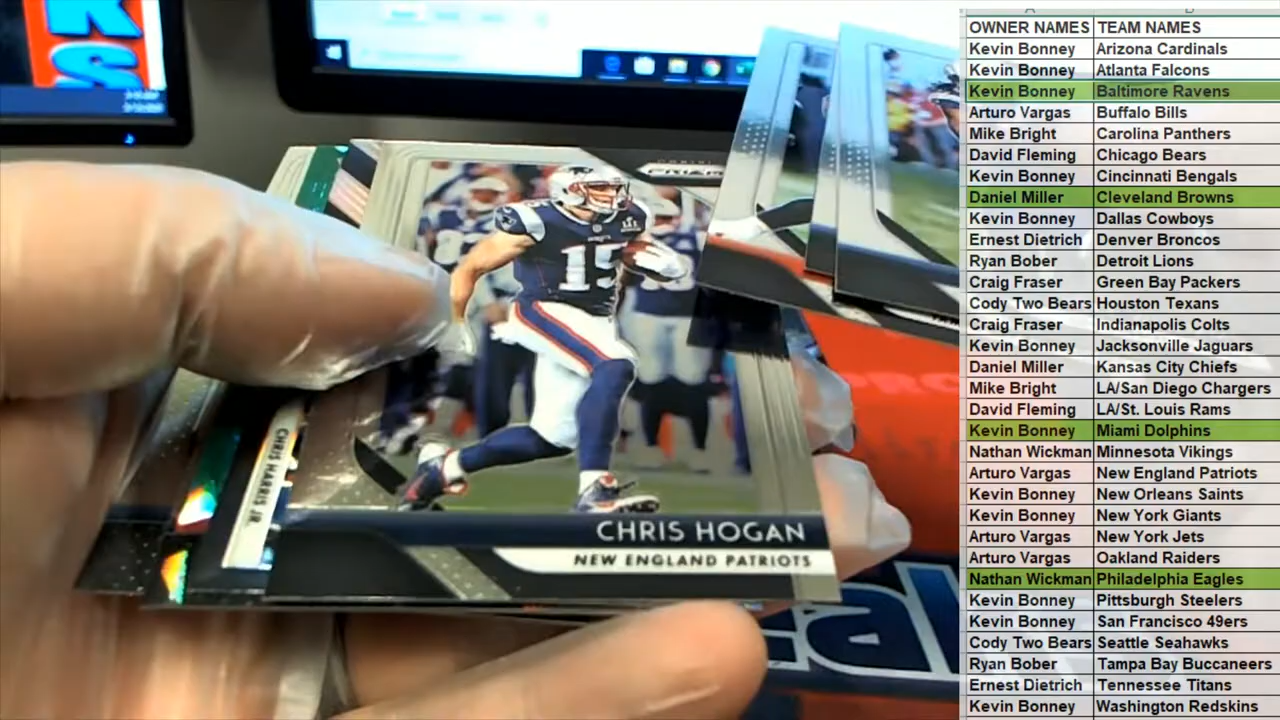 KS
CHRIS HOGAN
NEW ENGLAND PATRIOTS
15
PRIZM
CHRIS HARRIS JR.
PRO
OWNER NAMES TEAM NAMES
Kevin Bonney Arizona Cardinals
Kevin Bonney Atlanta Falcons
Kevin Bonney Baltimore Ravens
Arturo Vargas Buffalo Bills
Mike Bright Carolina Panthers
David Fleming Chicago Bears
Kevin Bonney Cincinnati Bengals
Daniel Miller Cleveland Browns
Kevin Bonney Dallas Cowboys
Ernest Dietrich Denver Broncos
Ryan Bober Detroit Lions
Craig Fraser Green Bay Packers
Cody Two Bears Houston Texans
Craig Fraser Indianapolis Colts
Kevin Bonney Jacksonville Jaguars
Daniel Miller Kansas City Chiefs
Mike Bright LA/San Diego Chargers
David Fleming LA/St. Louis Rams
Kevin Bonney Miami Dolphins
Nathan Wickman Minnesota Vikings
Arturo Vargas New England Patriots
Kevin Bonney New Orleans Saints
Kevin Bonney New York Giants
Arturo Vargas New York Jets
Arturo Vargas Oakland Raiders
Nathan Wickman Philadelphia Eagles
Kevin Bonney Pittsburgh Steelers
Kevin Bonney San Francisco 49ers
Cody Two Bears Seattle Seahawks
Ryan Bober Tampa Bay Buccaneers
Ernest Dietrich Tennessee Titans
Kevin Bonney Washington Redskins